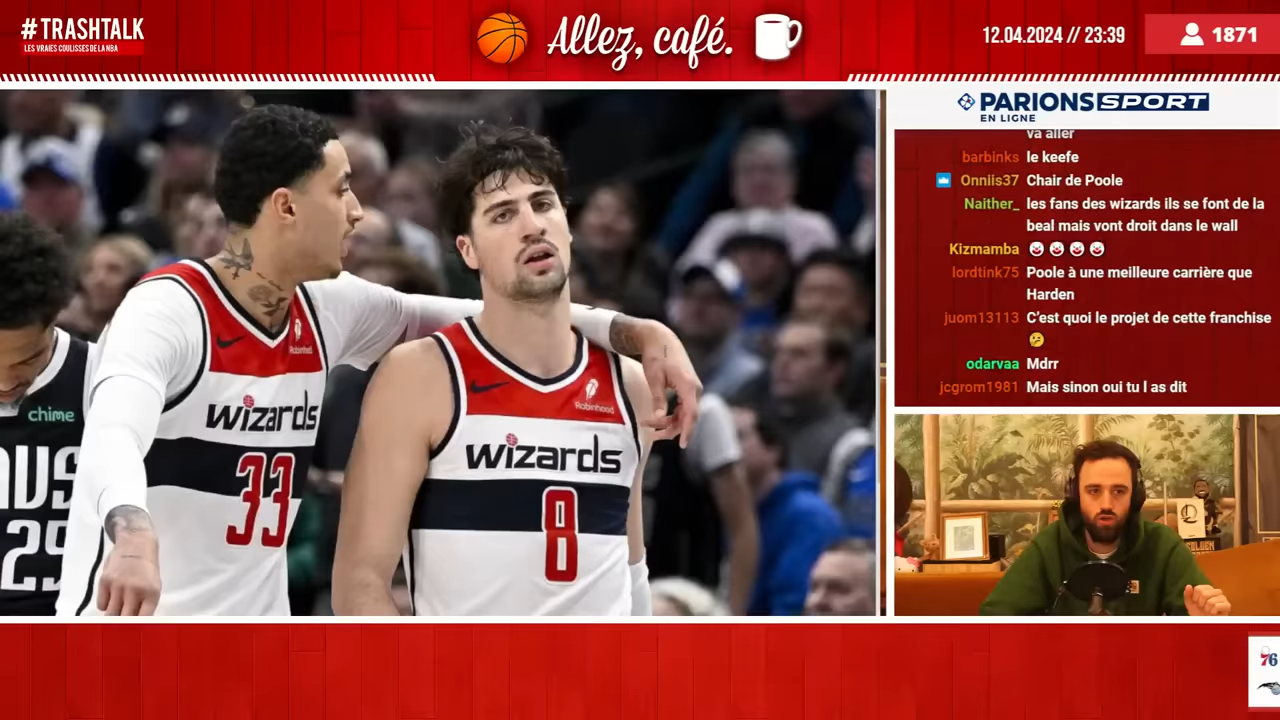 #TRASHTALK
LES VRAIES COULISSES DE LA NBA
Allez, café.
12.04.2024 // 23:39
1871
PARIONS SPORT
EN LIGNE
va aller
barbinks le keefe
Onniis37 Chair de Poole
Naither_ les fans des wizards ils se font de la
beal mais vont droit dans le wall
Kizmamba 🤡 🤡 🤡 🤡
lordtink75 Poole à une meilleure carrière que
Harden
juom13113 C'est quoi le projet de cette franchise
🫤
odarvaa Mdrr
jcgrom1981 Mais sinon oui tu l as dit
chime
25
Robinhood
wizards
33
Robinhood
wizards
8
76